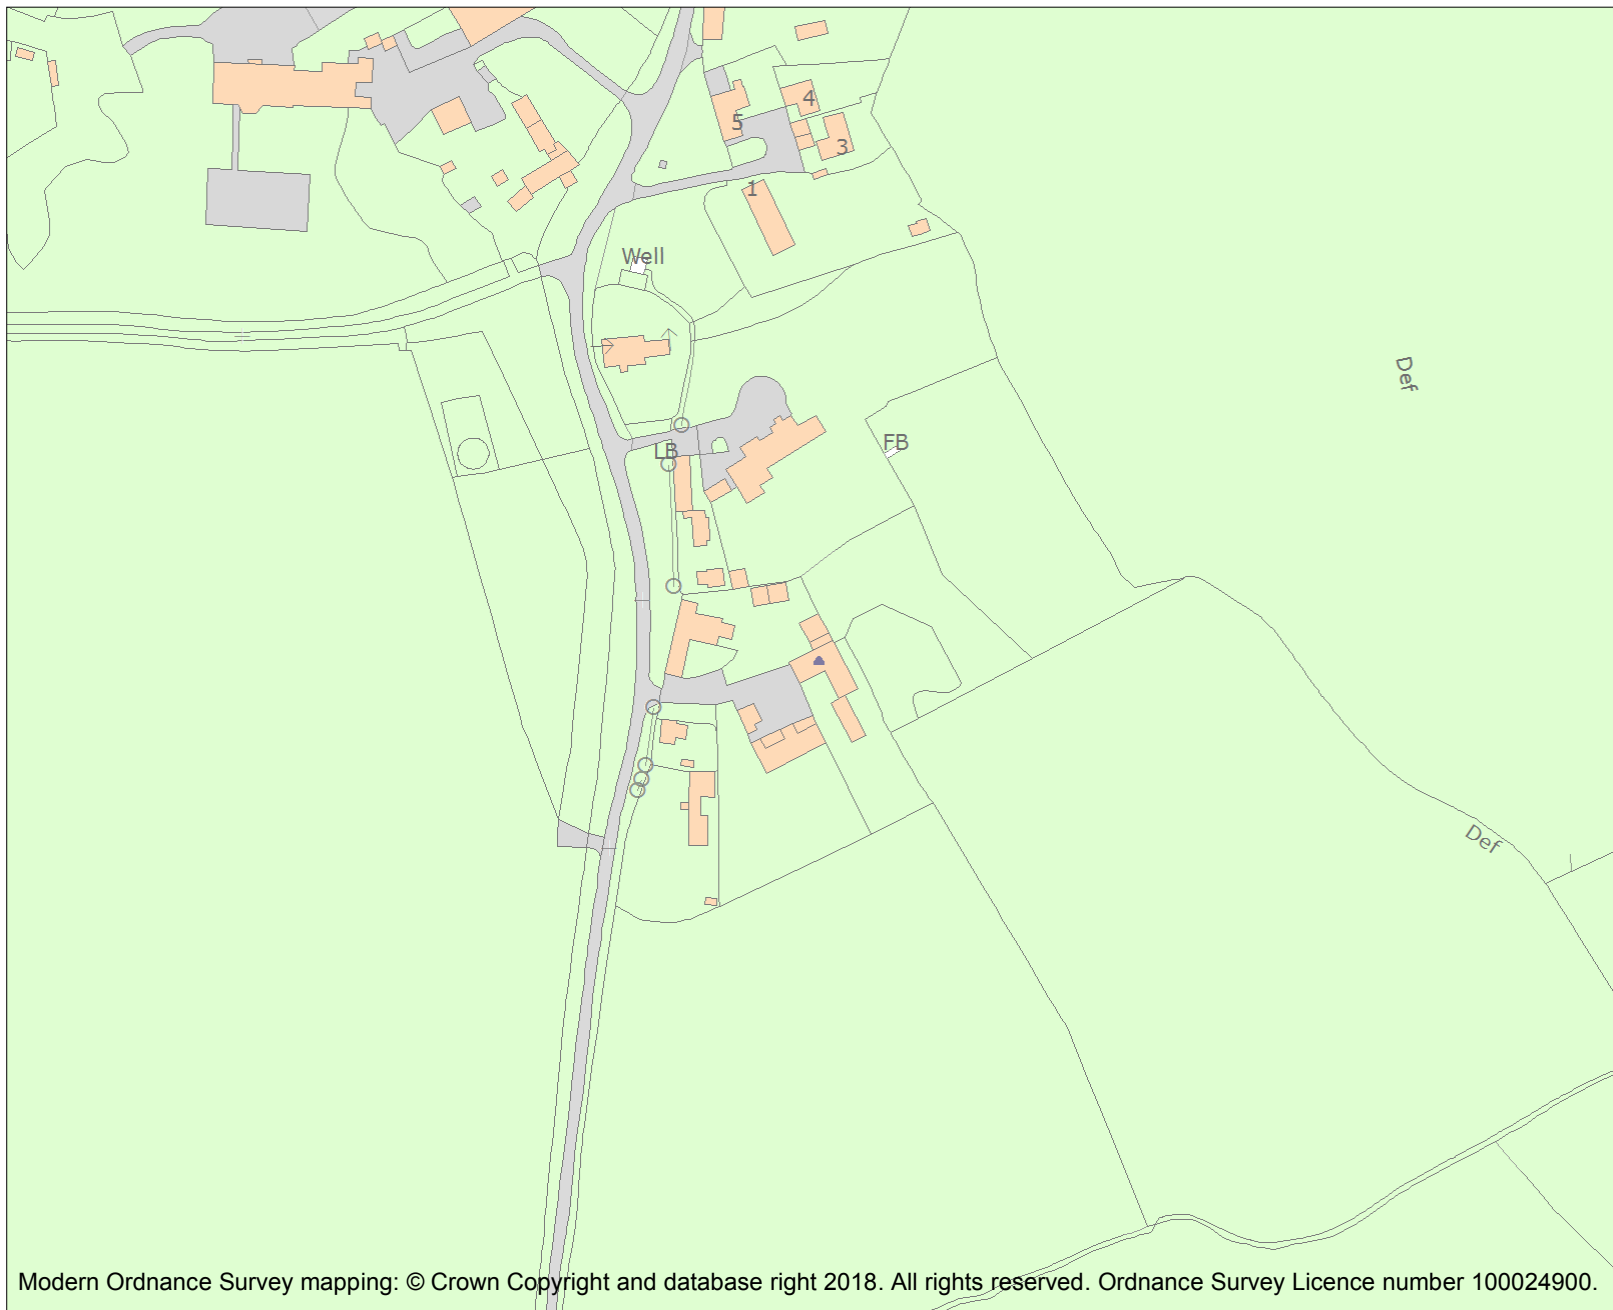 4
5
3
1
Well
Def
FB
LB
Def
Modern Ordnance Survey mapping: © Crown Copyright and database right 2018. All rights reserved. Ordnance Survey Licence number 100024900.